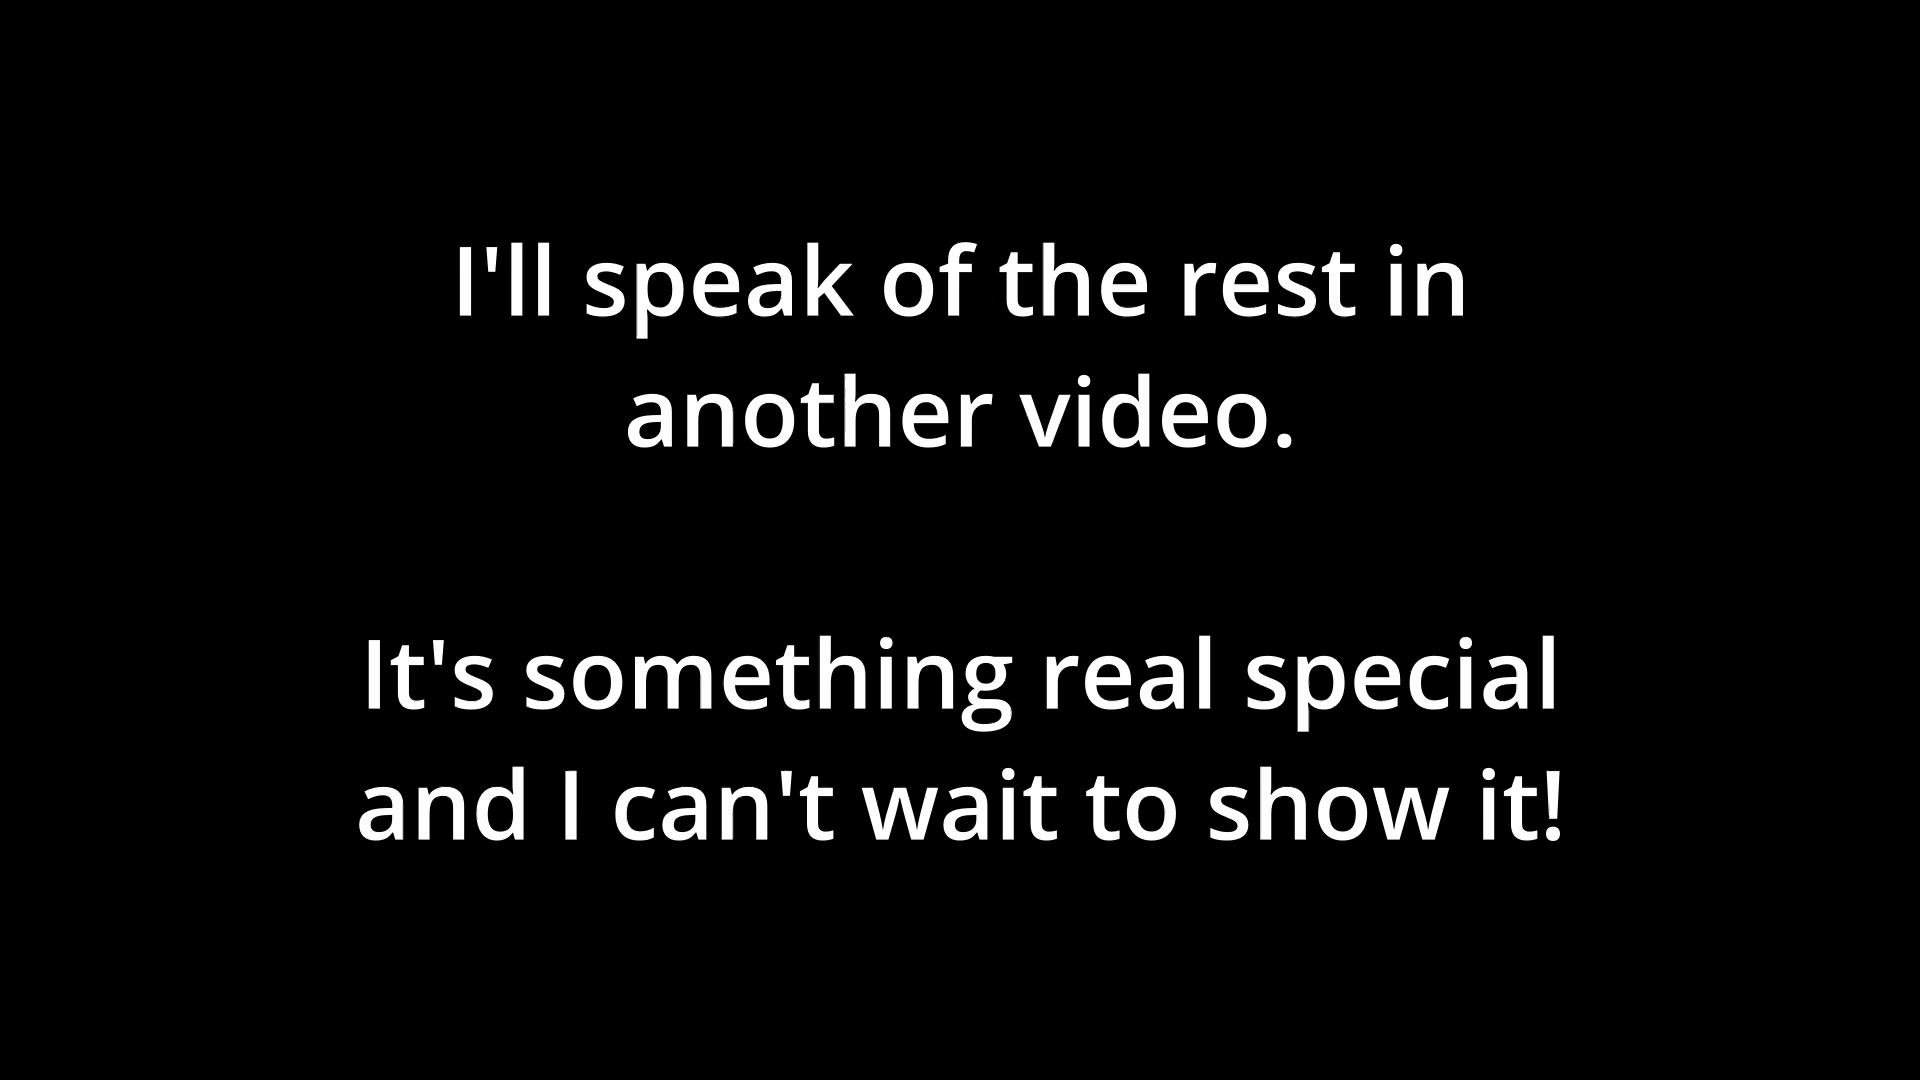 I'll speak of the rest in
another video.
It's something real special
and I can't wait to show it!